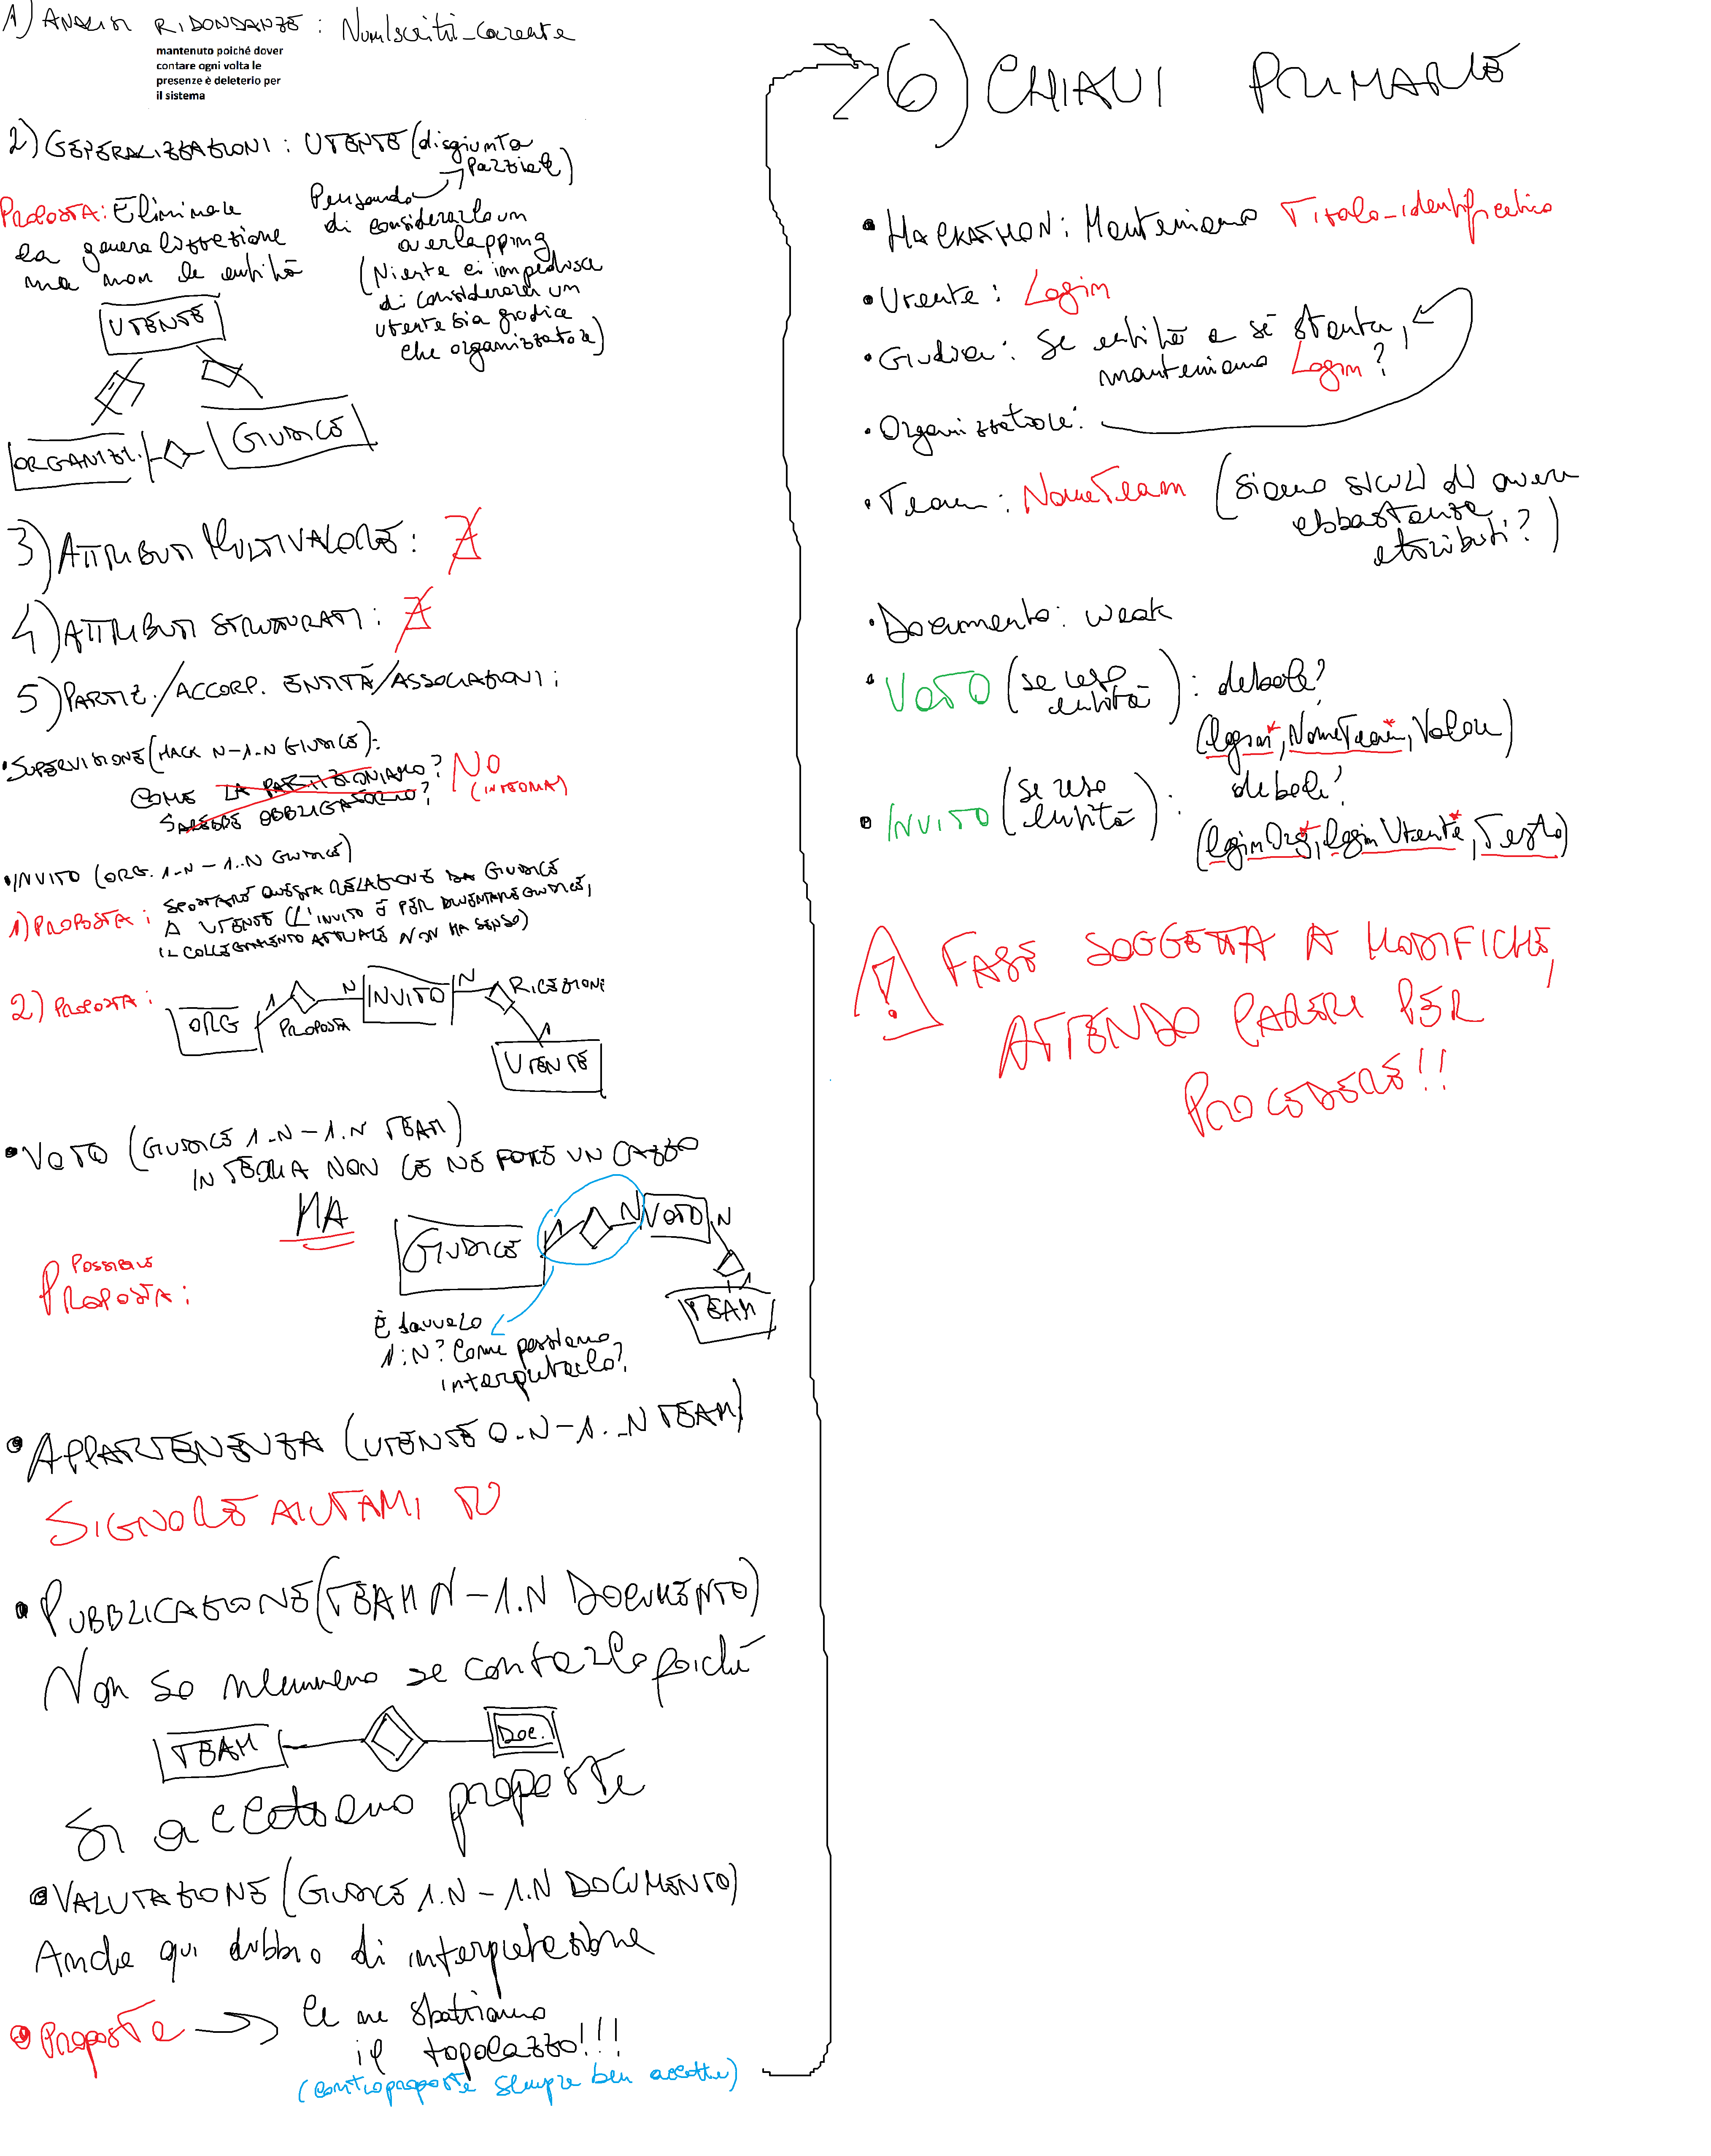 1) ANALISI RIDONDANZE: NumIscritti_corrente
mantenuto poiché dover
contare ogni volta le
presenze è deleterio per
il sistema
2) GENERALIZZAZIONI: UTENTE (disgiunta
parziale)
PROPOSTA: Eliminare
la generalizzazione
ma non le entità
Pensando
di considerarla un
overlapping
(Niente ci impedisce
di considerare un
utente sia giudice
che organizzatore)
UTENTE
ORGANIZZ.
GIUDICE
3) ATTRIBUTI MULTIVALORE: Z
4) ATTRIBUTI STRUTTURATI: Z
5) PARTIZ./ACCORP. ENTITÀ/ASSOCIAZIONI:
•SUPERVISIONE (HACK N-1..N GIUDICE):
COME LA PARTIZIONIAMO? NO
SAREBBE OBBLIGATORIO? (INTEGRA)
•INVITO (ORG. 1..N - 1..N GIUDICE)
1) PROPOSTA: SPOSTARE QUESTA RELAZIONE DA GIUDICE
A UTENTE (L'INVITO È PER DIVENTARE GIUDICE,
IL COLLEGAMENTO ATTUALE NON HA SENSO)
2) PROPOSTA:
ORG 1 PROPOSTA N INVITO N RICEZIONE
1
UTENTE
•VOTO (GIUDICE 1..N - 1..N TEAM)
IN TEORIA NON CE NE FOTTE UN CAZZO
MA
POSSIBILE
PROPOSTA:
GIUDICE 1 N VOTO N
1
TEAM
È davvero
1:N? Come possiamo
interpretarlo?
•APPARTENENZA (UTENTE 0..N - 1..N TEAM)
SIGNORE AIUTAMI TU
•PUBBLICAZIONE (TEAM N - 1..N DOCUMENTO)
Non so nemmeno se contarla poiché
TEAM
Doc.
Si accettano proposte
•VALUTAZIONE (GIUDICE 1..N - 1..N DOCUMENTO)
Anche qui dubbio di interpretazione
•Proposte → Ce ne sbattiamo
il topolazzo!!!
(controproposte sempre ben accette)
6) CHIAVI PRIMARIE
•HACKATHON: Manteniamo Titolo_identificativo
•Utente: Login
•Giudice: Se entità a sé stante,
manteniamo Login?
•Organizzatore:
•Team: NomeTeam (siamo sicuri di avere
abbastanza
attributi?)
•Documento: weak
•VOTO (se reso
entità): debole?
(login*, NomeTeam*, Valore)
•INVITO (se reso
entità): debole?
(loginOrg*, loginUtente*, Testo)
! FASE SOGGETTA A MODIFICHE,
ATTENDO PARERI PER
PROCEDERE!!